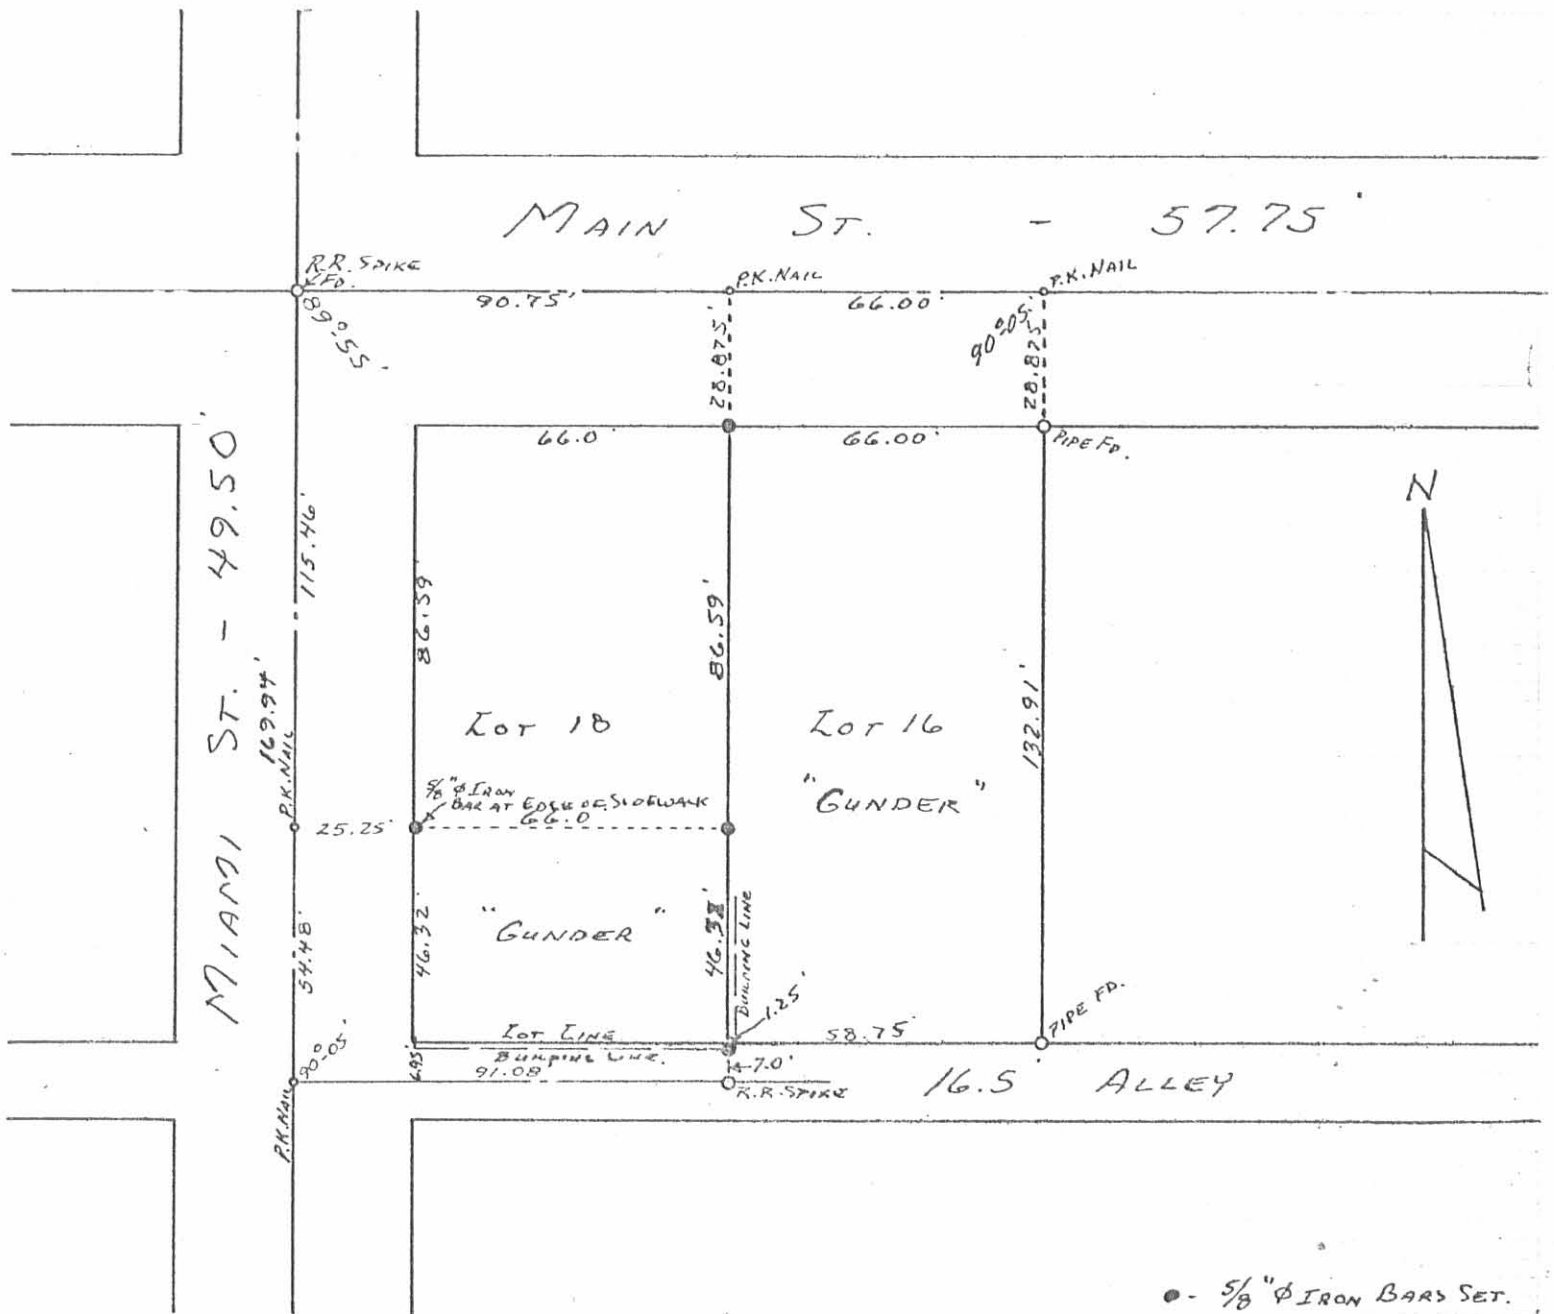 MAIN ST. - 57.75'
R.R. SPIKE
FD.
P.K. NAIL
P.K. NAIL
90.75'
66.00'
89°55'
90°05'
28.875'
28.875'
66.0'
66.00'
PIPE FD.
N
MIAMI ST. - 49.50'
115.46'
86.59'
86.59'
132.91'
169.94'
P.K. NAIL
LOT 18
LOT 16
"GUNDER"
5/8" Ø IRON
BAR AT EDGE OF SIDEWALK
66.0
25.25'
"GUNDER"
54.48'
46.32'
BUILDING LINE
1.25'
PIPE FD.
LOT LINE
58.75'
BUILDING LINE
90°05'
6.95'
91.08'
7.0'
R.R. SPIKE
16.5' ALLEY
P.K. NAIL
● - 5/8" Ø IRON BARS SET.